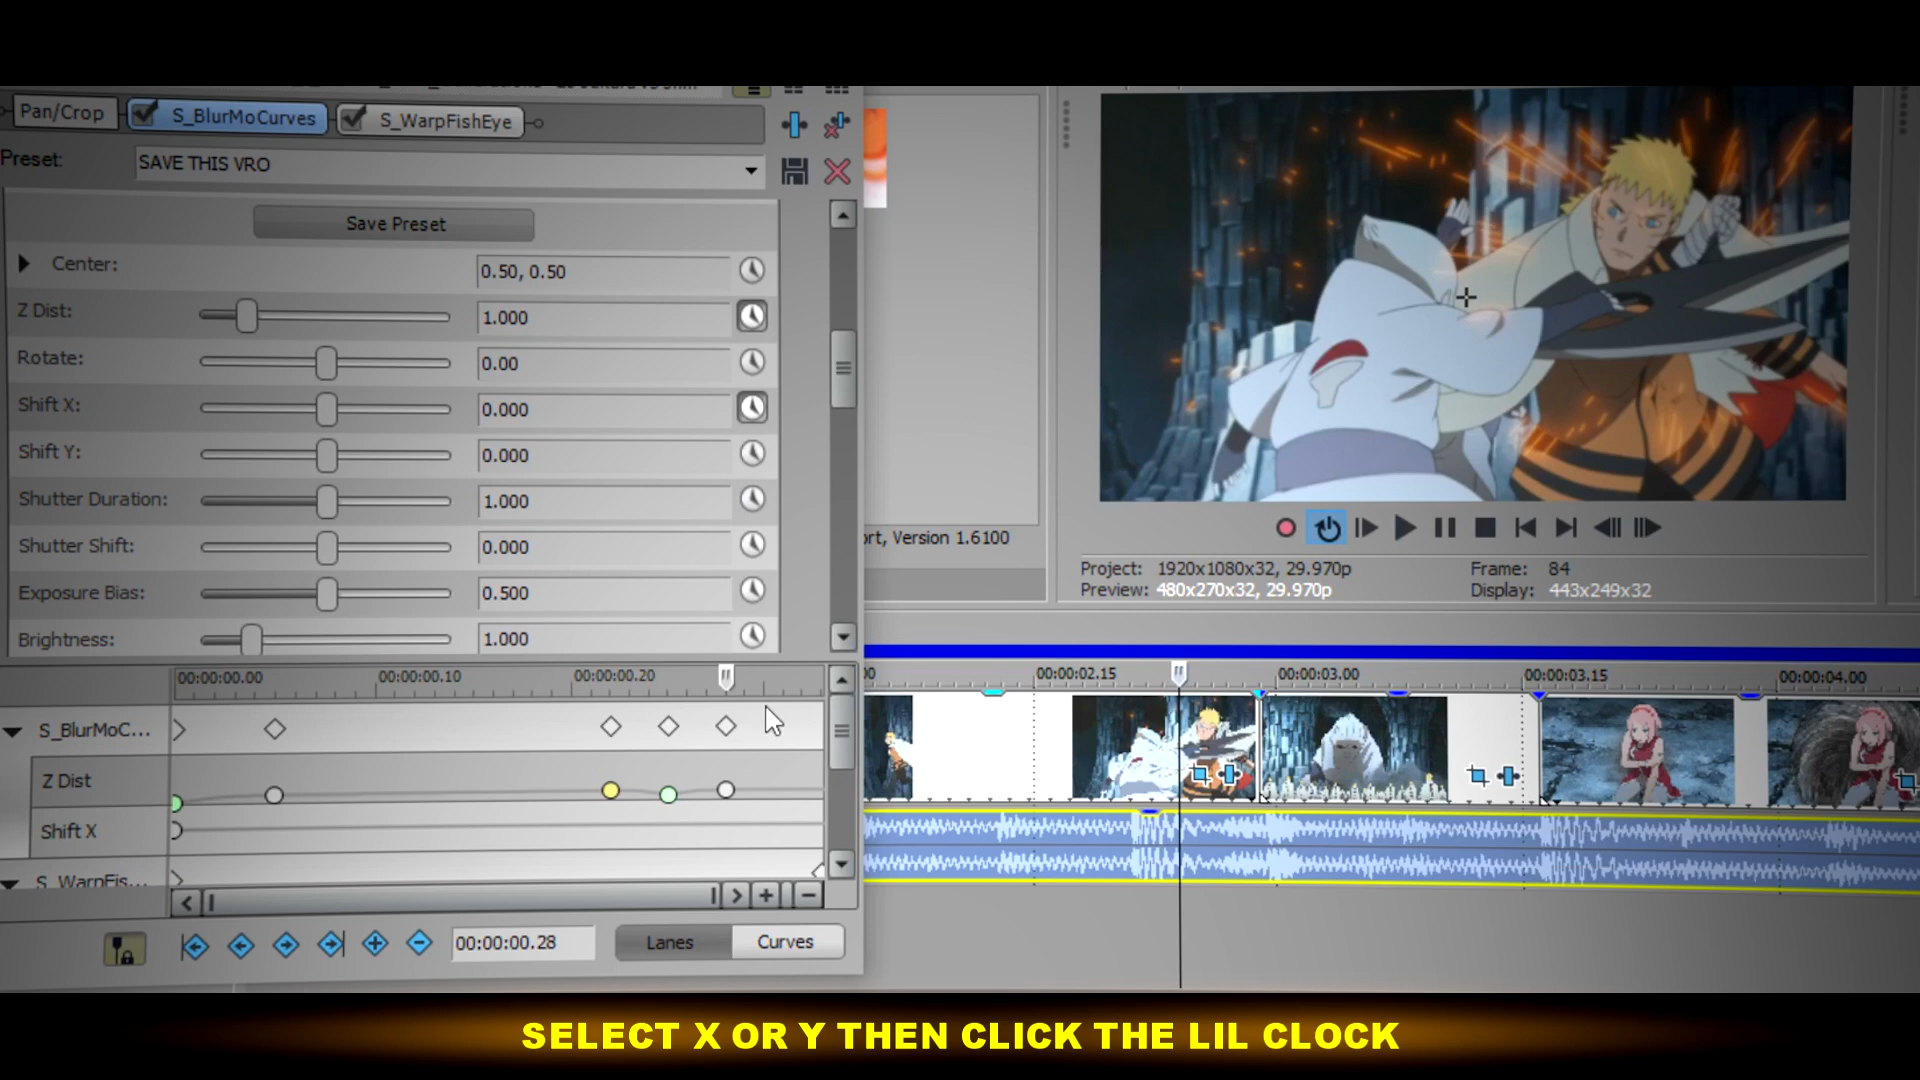 Pan/Crop
S_BlurMoCurves
S_WarpFishEye
Preset:
SAVE THIS VRO
Save Preset
Center:
0.50, 0.50
Z Dist:
1.000
Rotate:
0.00
Shift X:
0.000
Shift Y:
0.000
Shutter Duration:
1.000
Shutter Shift:
0.000
Exposure Bias:
0.500
Brightness:
1.000
00:00:00.00
00:00:00.10
00:00:00.20
S_BlurMoC...
Z Dist
Shift X
S_WarpFis...
00:00:00.28
Lanes
Curves
ort, Version 1.6100
Project: 1920x1080x32, 29.970p
Preview: 480x270x32, 29.970p
Frame: 84
Display: 443x249x32
00
00:00:02.15
00:00:03.00
00:00:03.15
00:00:04.00
SELECT X OR Y THEN CLICK THE LIL CLOCK